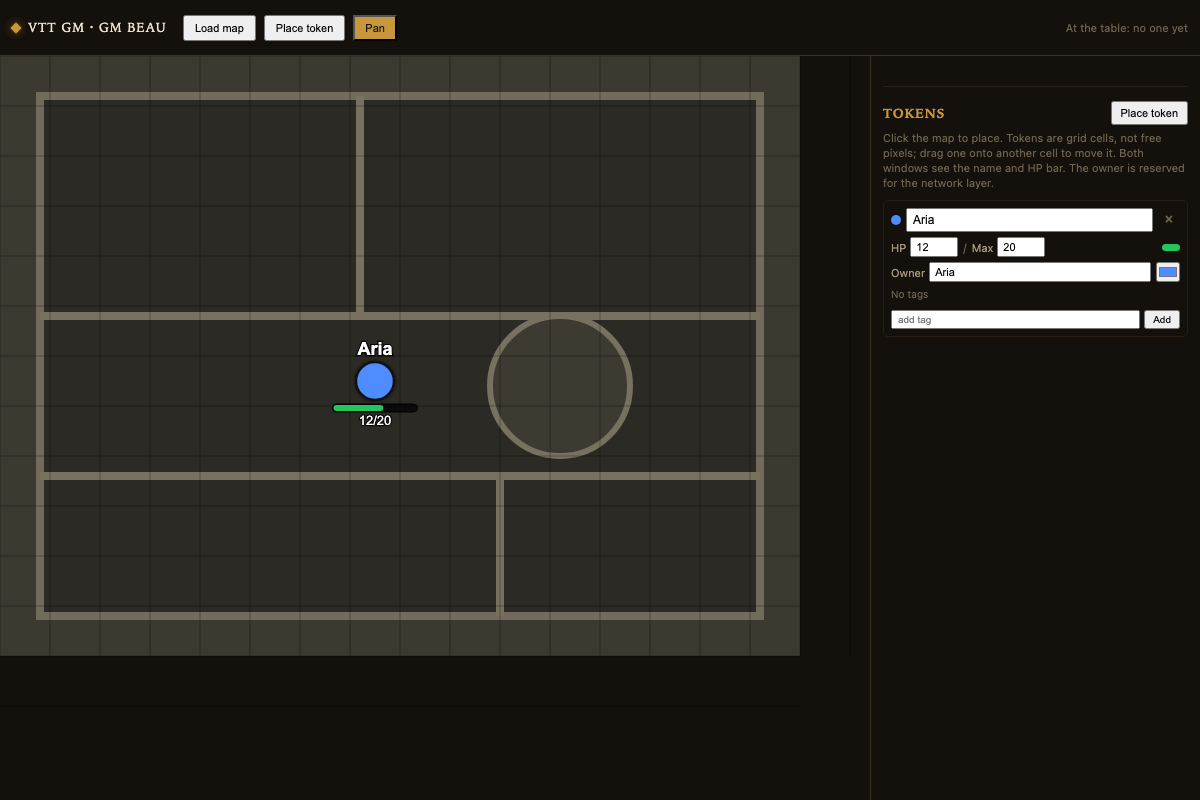 VTT GM · GM BEAU
Load map
Place token
Pan
At the table: no one yet
TOKENS
Place token
Click the map to place. Tokens are grid cells, not free
pixels; drag one onto another cell to move it. Both
windows see the name and HP bar. The owner is reserved
for the network layer.
Aria ×
HP 12 / Max 20
Owner Aria
No tags
add tag Add
Aria
12/20